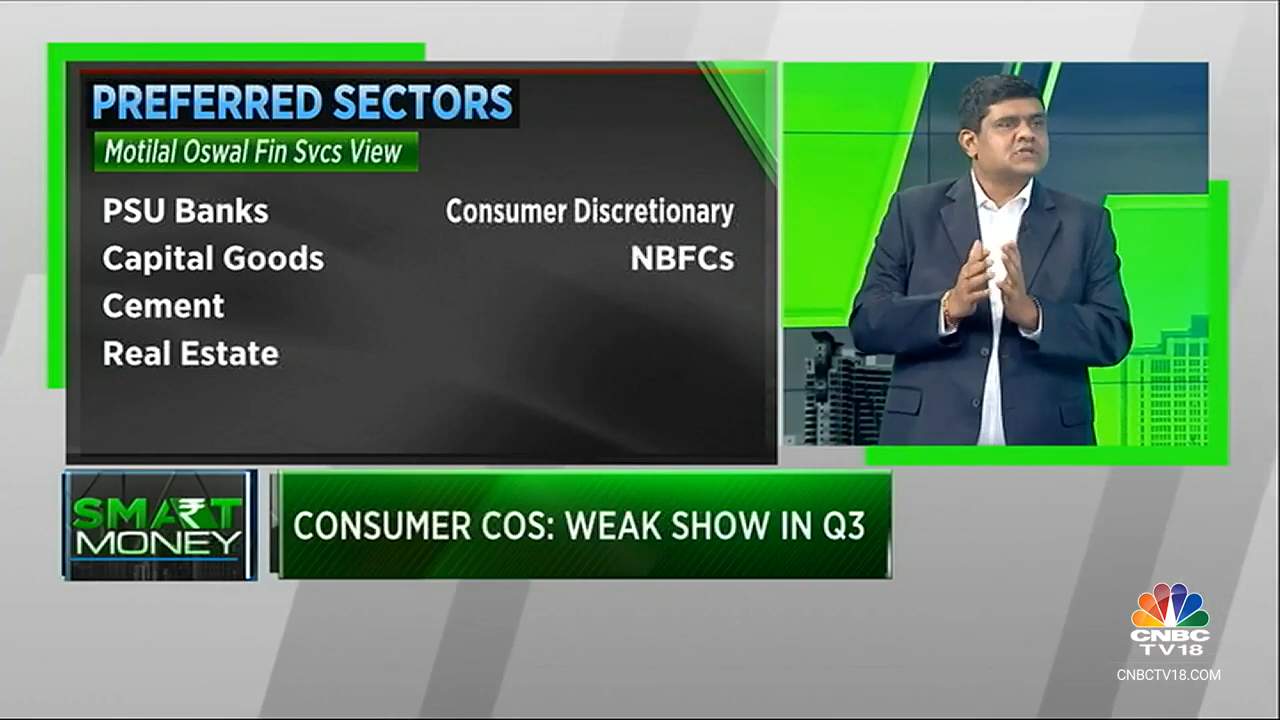 PREFERRED SECTORS
Motilal Oswal Fin Svcs View
PSU Banks
Capital Goods
Cement
Real Estate
Consumer Discretionary
NBFCs
SMA₹T
MONEY
CONSUMER COS: WEAK SHOW IN Q3
CNBC
TV18
CNBCTV18.COM